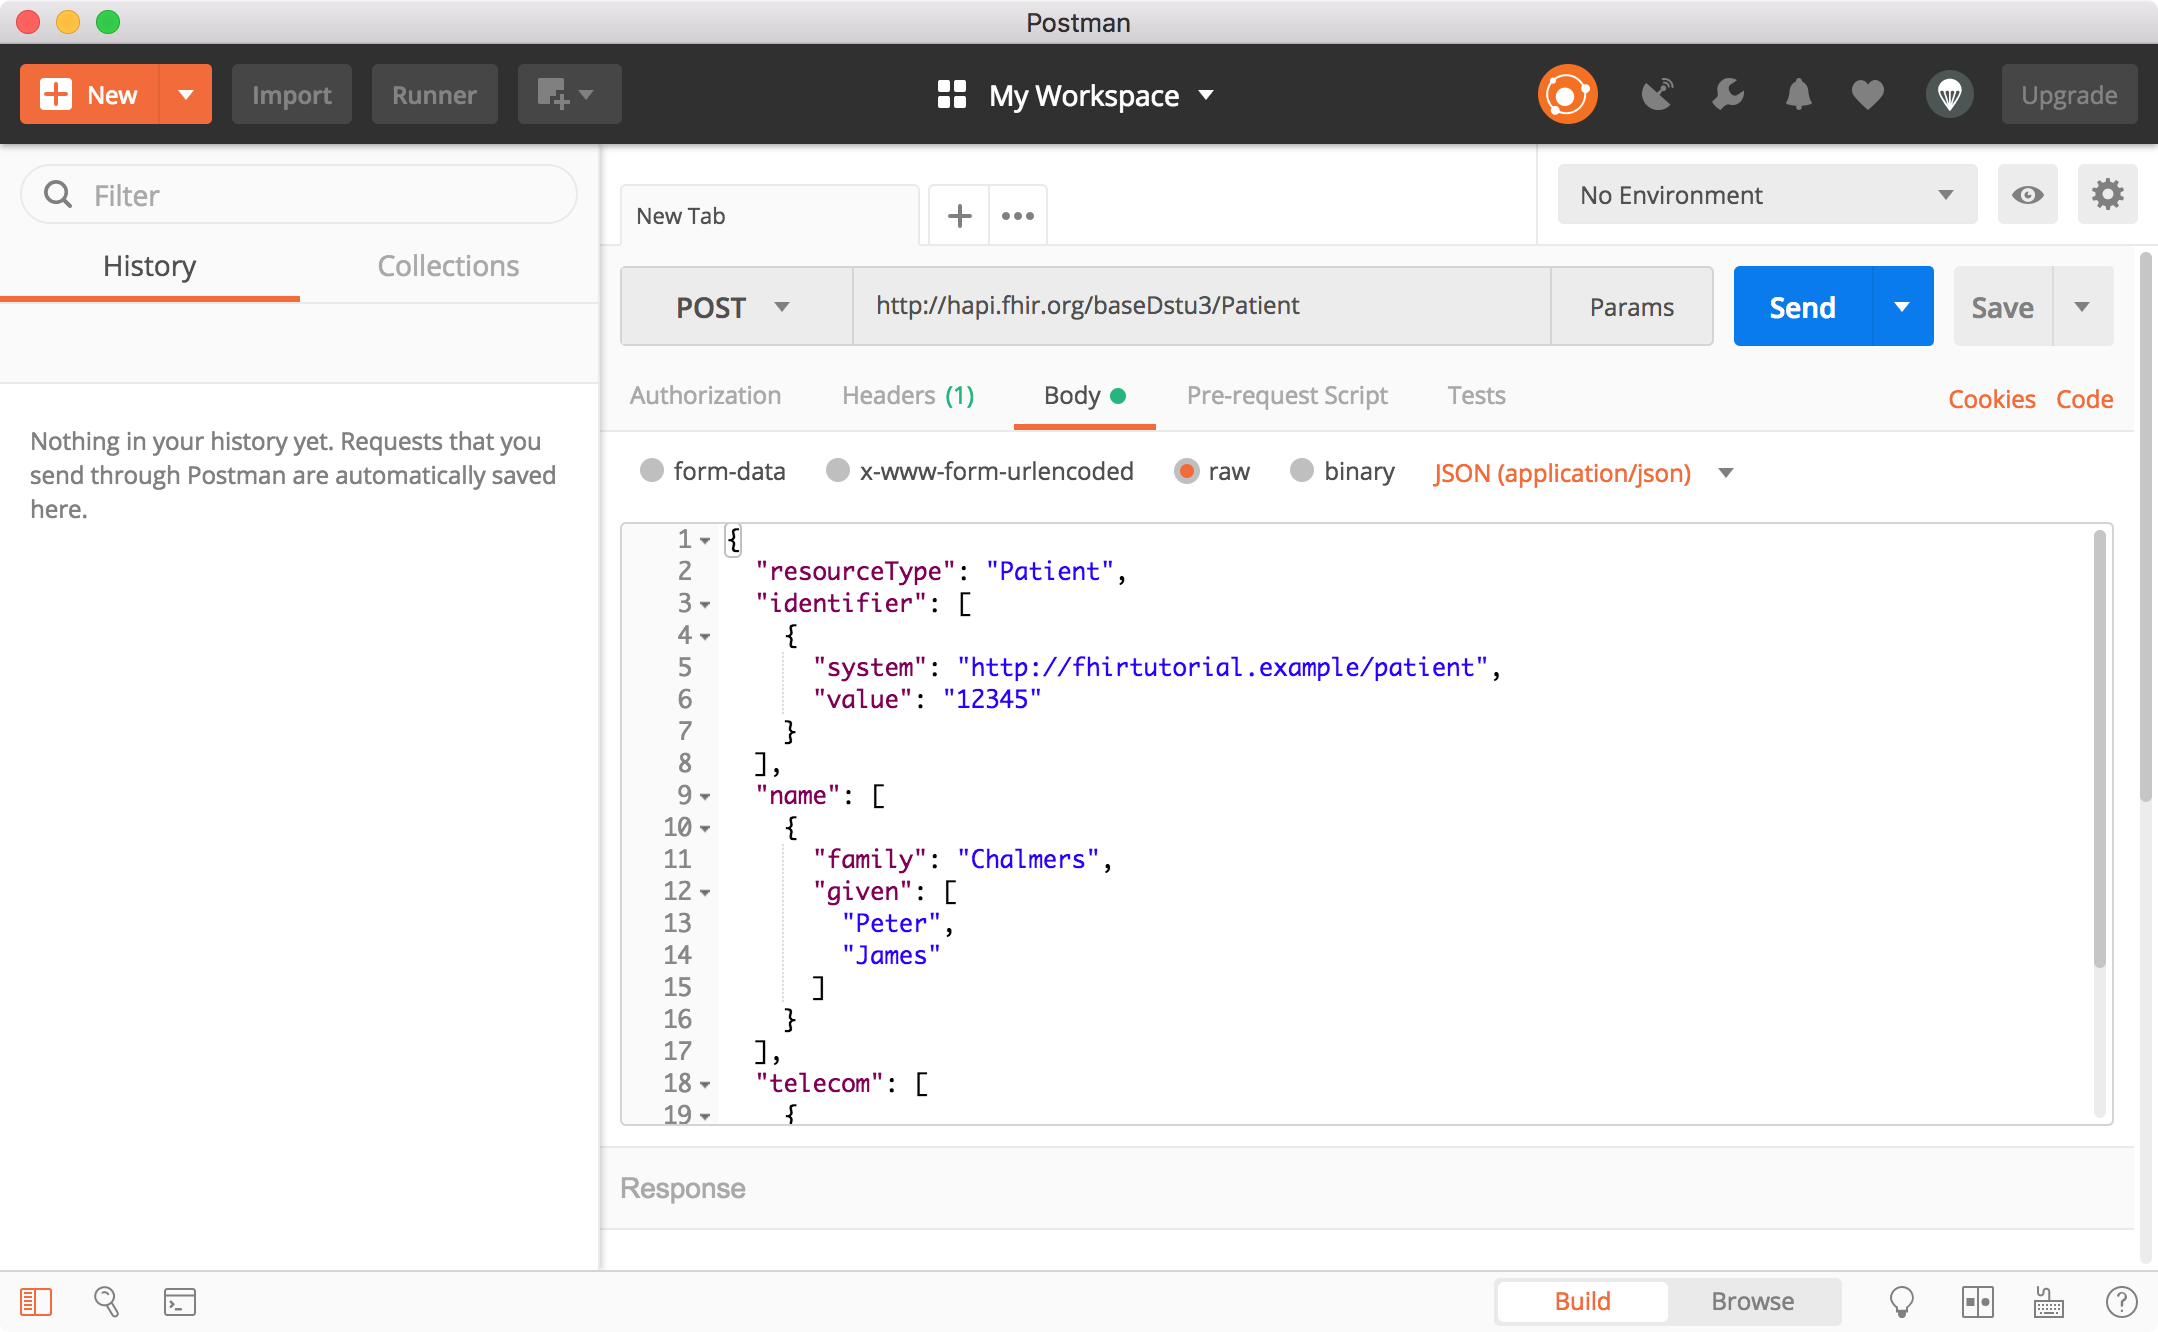 Postman
New
Import
Runner
My Workspace
Upgrade
Filter
History
Collections
Nothing in your history yet. Requests that you
send through Postman are automatically saved
here.
New Tab
No Environment
POST
http://hapi.fhir.org/baseDstu3/Patient
Params
Send
Save
Authorization
Headers (1)
Body
Pre-request Script
Tests
Cookies
Code
form-data
x-www-form-urlencoded
raw
binary
JSON (application/json)
1 {
2 "resourceType": "Patient",
3 "identifier": [
4 {
5 "system": "http://fhirtutorial.example/patient",
6 "value": "12345"
7 }
8 ],
9 "name": [
10 {
11 "family": "Chalmers",
12 "given": [
13 "Peter",
14 "James"
15 ]
16 }
17 ],
18 "telecom": [
19 {
Response
Build
Browse